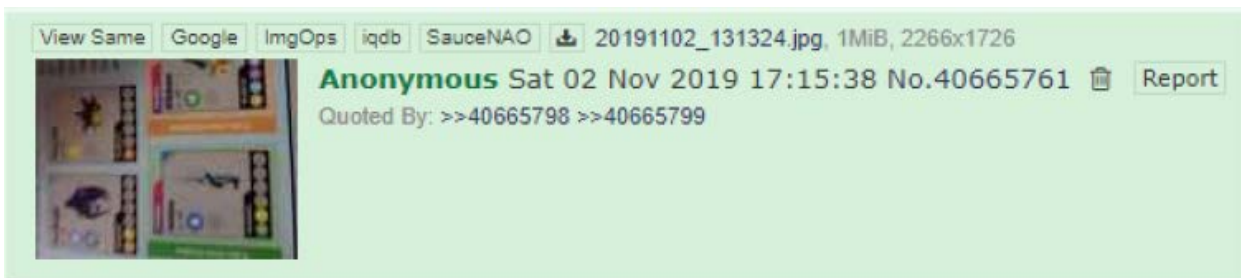 View Same Google ImgOps iqdb SauceNAO 20191102_131324.jpg, 1MiB, 2266x1726
Anonymous Sat 02 Nov 2019 17:15:38 No.40665761 Report
Quoted By: >>40665798 >>40665799